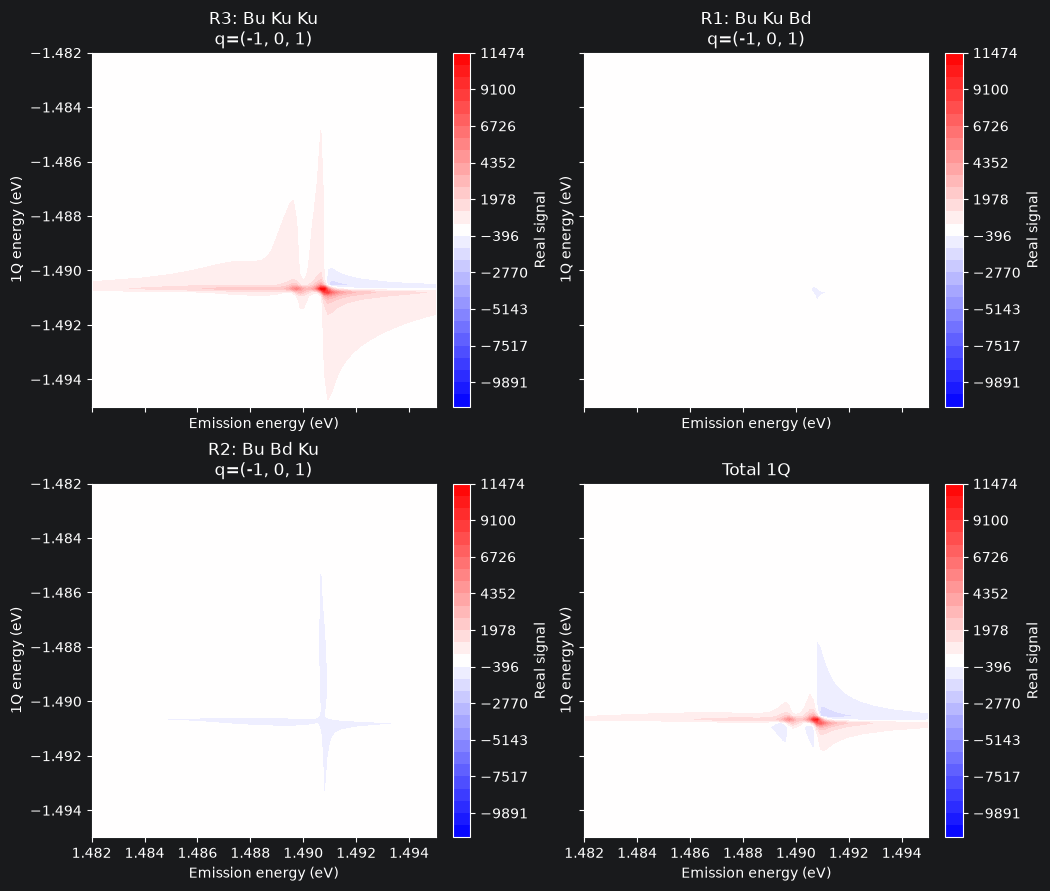 R3: Bu Ku Ku
q=(-1, 0, 1)
−1.482
−1.484
−1.486
−1.488
−1.490
−1.492
−1.494
1Q energy (eV)
Emission energy (eV)
11474
9100
6726
4352
1978
−396
−2770
−5143
−7517
−9891
Real signal
R1: Bu Ku Bd
q=(-1, 0, 1)
1Q energy (eV)
Emission energy (eV)
11474
9100
6726
4352
1978
−396
−2770
−5143
−7517
−9891
Real signal
R2: Bu Bd Ku
q=(-1, 0, 1)
−1.482
−1.484
−1.486
−1.488
−1.490
−1.492
−1.494
1Q energy (eV)
1.482 1.484 1.486 1.488 1.490 1.492 1.494
Emission energy (eV)
11474
9100
6726
4352
1978
−396
−2770
−5143
−7517
−9891
Real signal
Total 1Q
1Q energy (eV)
1.482 1.484 1.486 1.488 1.490 1.492 1.494
Emission energy (eV)
11474
9100
6726
4352
1978
−396
−2770
−5143
−7517
−9891
Real signal